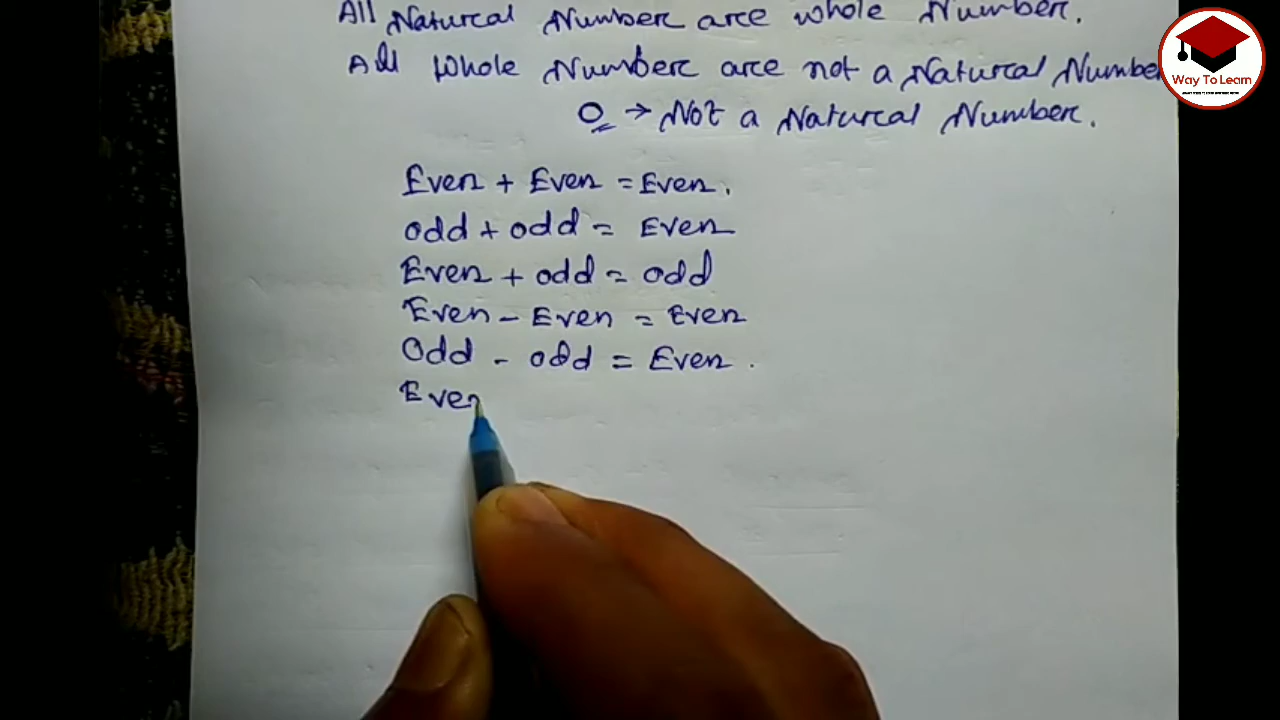 All Natural Number are whole Number.
All Whole Number are not a Natural Number
0 → Not a Natural Number.
Even + Even = Even.
odd + odd = Even
Even + odd = odd
Even - Even = Even
Odd - odd = Even.
Even
Way To Learn